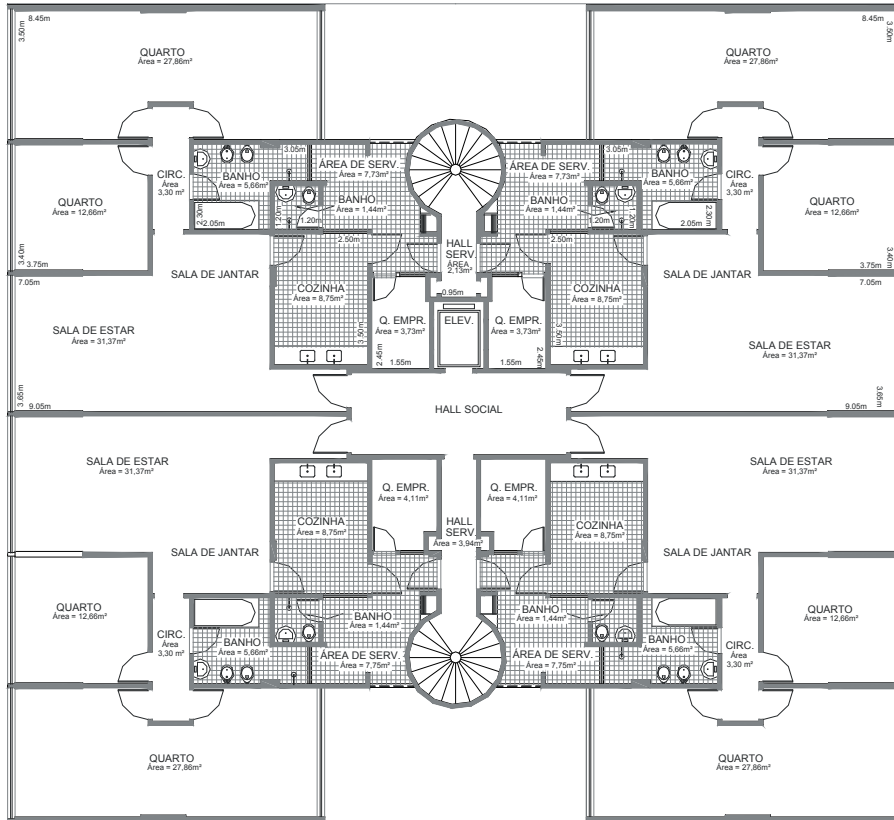 8.45m
3.50m
QUARTO
Área = 27,86m²
8.45m
3.50m
QUARTO
Área = 27,86m²
3.05m
ÁREA DE SERV.
Área = 7,73m²
ÁREA DE SERV.
Área = 7,73m²
3.05m
CIRC.
Área
3,30 m²
BANHO
Área = 5,66m²
BANHO
Área = 1,44m²
BANHO
Área = 1,44m²
BANHO
Área = 5,66m²
CIRC.
Área
3,30 m²
QUARTO
Área = 12,66m²
QUARTO
Área = 12,66m²
2.30m
2.05m
1.20m
1.20m
1.20m
2.05m
2.30m
2.50m
2.50m
HALL
SERV.
ÁREA
2,13m²
3.40m
3.75m
3.40m
3.75m
7.05m
7.05m
SALA DE JANTAR
SALA DE JANTAR
COZINHA
Área = 8,75m²
COZINHA
Área = 8,75m²
0.95m
SALA DE ESTAR
Área = 31,37m²
Q. EMPR.
Área = 3,73m²
ELEV.
Q. EMPR.
Área = 3,73m²
SALA DE ESTAR
Área = 31,37m²
3.50m
2.45m
1.55m
1.55m
2.45m
3.50m
3.65m
9.05m
3.65m
9.05m
HALL SOCIAL
SALA DE ESTAR
Área = 31,37m²
Q. EMPR.
Área = 4,11m²
Q. EMPR.
Área = 4,11m²
SALA DE ESTAR
Área = 31,37m²
COZINHA
Área = 8,75m²
HALL
SERV.
Área = 3,94m²
COZINHA
Área = 8,75m²
SALA DE JANTAR
SALA DE JANTAR
QUARTO
Área = 12,66m²
BANHO
Área = 1,44m²
BANHO
Área = 1,44m²
QUARTO
Área = 12,66m²
CIRC.
Área
3,30 m²
BANHO
Área = 5,66m²
ÁREA DE SERV.
Área = 7,75m²
ÁREA DE SERV.
Área = 7,75m²
BANHO
Área = 5,66m²
CIRC.
Área
3,30 m²
QUARTO
Área = 27,86m²
QUARTO
Área = 27,86m²